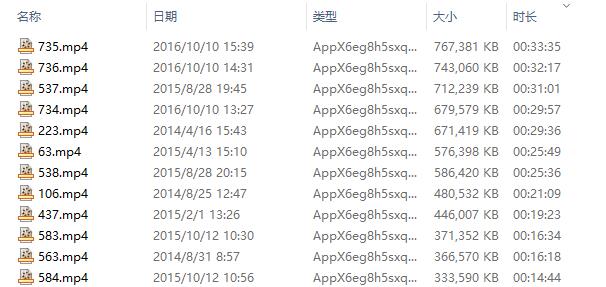 名称 日期 类型 大小 时长
735.mp4 2016/10/10 15:39 AppX6eg8h5sxq... 767,381 KB 00:33:35
736.mp4 2016/10/10 14:31 AppX6eg8h5sxq... 743,060 KB 00:32:17
537.mp4 2015/8/28 19:45 AppX6eg8h5sxq... 712,239 KB 00:31:01
734.mp4 2016/10/10 13:27 AppX6eg8h5sxq... 679,579 KB 00:29:57
223.mp4 2014/4/16 15:43 AppX6eg8h5sxq... 671,419 KB 00:29:36
63.mp4 2015/4/13 15:10 AppX6eg8h5sxq... 576,398 KB 00:25:49
538.mp4 2015/8/28 20:15 AppX6eg8h5sxq... 586,420 KB 00:25:36
106.mp4 2014/8/25 12:47 AppX6eg8h5sxq... 480,532 KB 00:21:09
437.mp4 2015/2/1 13:26 AppX6eg8h5sxq... 446,007 KB 00:19:23
583.mp4 2015/10/12 10:30 AppX6eg8h5sxq... 371,352 KB 00:16:34
563.mp4 2014/8/31 8:57 AppX6eg8h5sxq... 366,570 KB 00:16:18
584.mp4 2015/10/12 10:56 AppX6eg8h5sxq... 333,590 KB 00:14:44